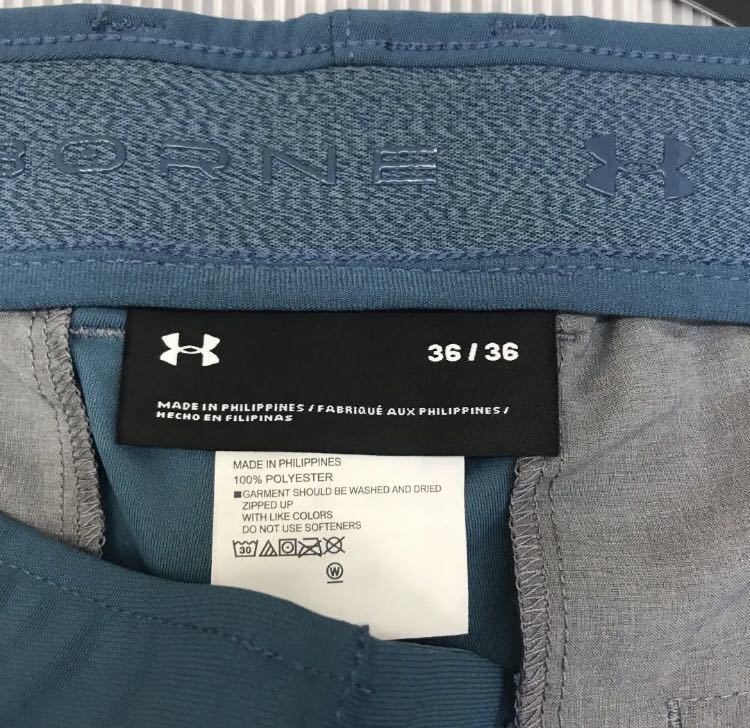 BORNE
36 / 36
MADE IN PHILIPPINES / FABRIQUÉ AUX PHILIPPINES /
HECHO EN FILIPINAS
MADE IN PHILIPPINES
100% POLYESTER
■GARMENT SHOULD BE WASHED AND DRIED
ZIPPED UP
WITH LIKE COLORS
DO NOT USE SOFTENERS
30
W